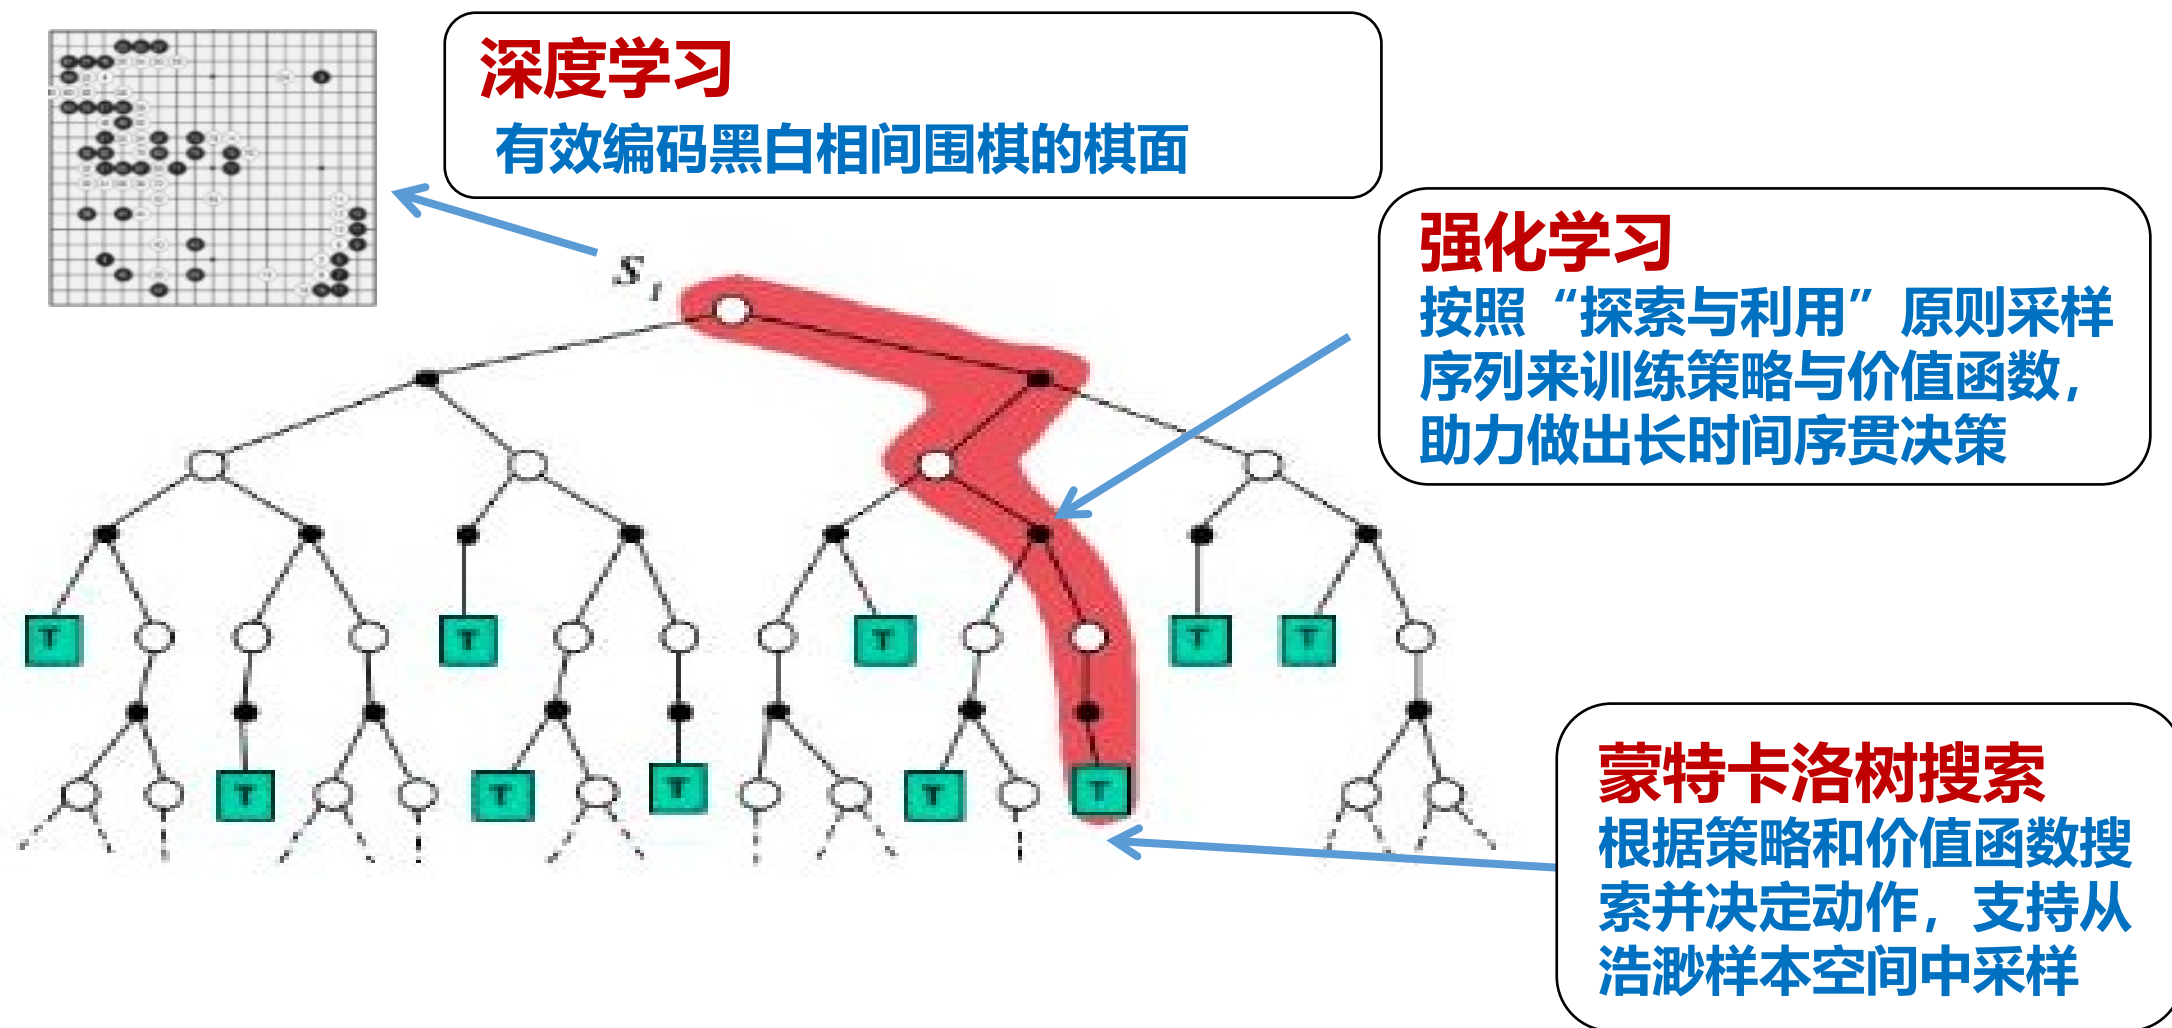 深度学习
有效编码黑白相间围棋的棋面
S t
强化学习
按照“探索与利用”原则采样
序列来训练策略与价值函数，
助力做出长时间序贯决策
T
T
T
T
T
T
T
T
T
T
T
蒙特卡洛树搜索
根据策略和价值函数搜
索并决定动作，支持从
浩渺样本空间中采样